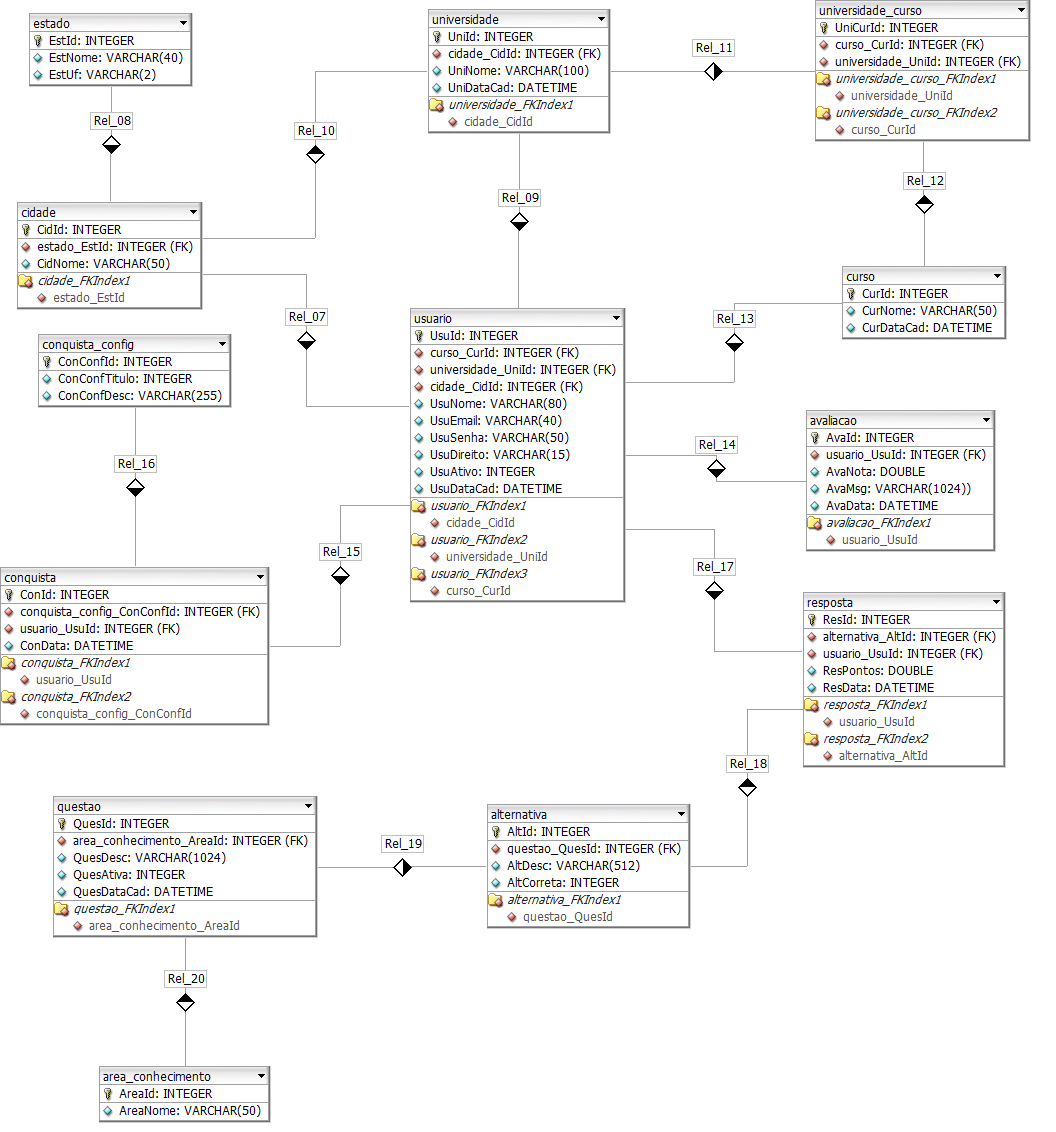 estado
EstId: INTEGER
EstNome: VARCHAR(40)
EstUf: VARCHAR(2)
Rel_08
universidade
UniId: INTEGER
cidade_CidId: INTEGER (FK)
UniNome: VARCHAR(100)
UniDataCad: DATETIME
universidade_FKIndex1
cidade_CidId
Rel_11
universidade_curso
UniCurId: INTEGER
curso_CurId: INTEGER (FK)
universidade_UniId: INTEGER (FK)
universidade_curso_FKIndex1
universidade_UniId
universidade_curso_FKIndex2
curso_CurId
Rel_10
Rel_09
Rel_12
cidade
CidId: INTEGER
estado_EstId: INTEGER (FK)
CidNome: VARCHAR(50)
cidade_FKIndex1
estado_EstId
Rel_07
curso
CurId: INTEGER
CurNome: VARCHAR(50)
CurDataCad: DATETIME
Rel_13
conquista_config
ConConfId: INTEGER
ConConfTitulo: INTEGER
ConConfDesc: VARCHAR(255)
Rel_16
usuario
UsuId: INTEGER
curso_CurId: INTEGER (FK)
universidade_UniId: INTEGER (FK)
cidade_CidId: INTEGER (FK)
UsuNome: VARCHAR(80)
UsuEmail: VARCHAR(40)
UsuSenha: VARCHAR(50)
UsuDireito: VARCHAR(15)
UsuAtivo: INTEGER
UsuDataCad: DATETIME
usuario_FKIndex1
cidade_CidId
usuario_FKIndex2
universidade_UniId
usuario_FKIndex3
curso_CurId
Rel_14
avaliacao
AvaId: INTEGER
usuario_UsuId: INTEGER (FK)
AvaNota: DOUBLE
AvaMsg: VARCHAR(1024))
AvaData: DATETIME
avaliacao_FKIndex1
usuario_UsuId
Rel_15
Rel_17
conquista
ConId: INTEGER
conquista_config_ConConfId: INTEGER (FK)
usuario_UsuId: INTEGER (FK)
ConData: DATETIME
conquista_FKIndex1
usuario_UsuId
conquista_FKIndex2
conquista_config_ConConfId
resposta
ResId: INTEGER
alternativa_AltId: INTEGER (FK)
usuario_UsuId: INTEGER (FK)
ResPontos: DOUBLE
ResData: DATETIME
resposta_FKIndex1
usuario_UsuId
resposta_FKIndex2
alternativa_AltId
Rel_18
questao
QuesId: INTEGER
area_conhecimento_AreaId: INTEGER (FK)
QuesDesc: VARCHAR(1024)
QuesAtiva: INTEGER
QuesDataCad: DATETIME
questao_FKIndex1
area_conhecimento_AreaId
Rel_19
alternativa
AltId: INTEGER
questao_QuesId: INTEGER (FK)
AltDesc: VARCHAR(512)
AltCorreta: INTEGER
alternativa_FKIndex1
questao_QuesId
Rel_20
area_conhecimento
AreaId: INTEGER
AreaNome: VARCHAR(50)